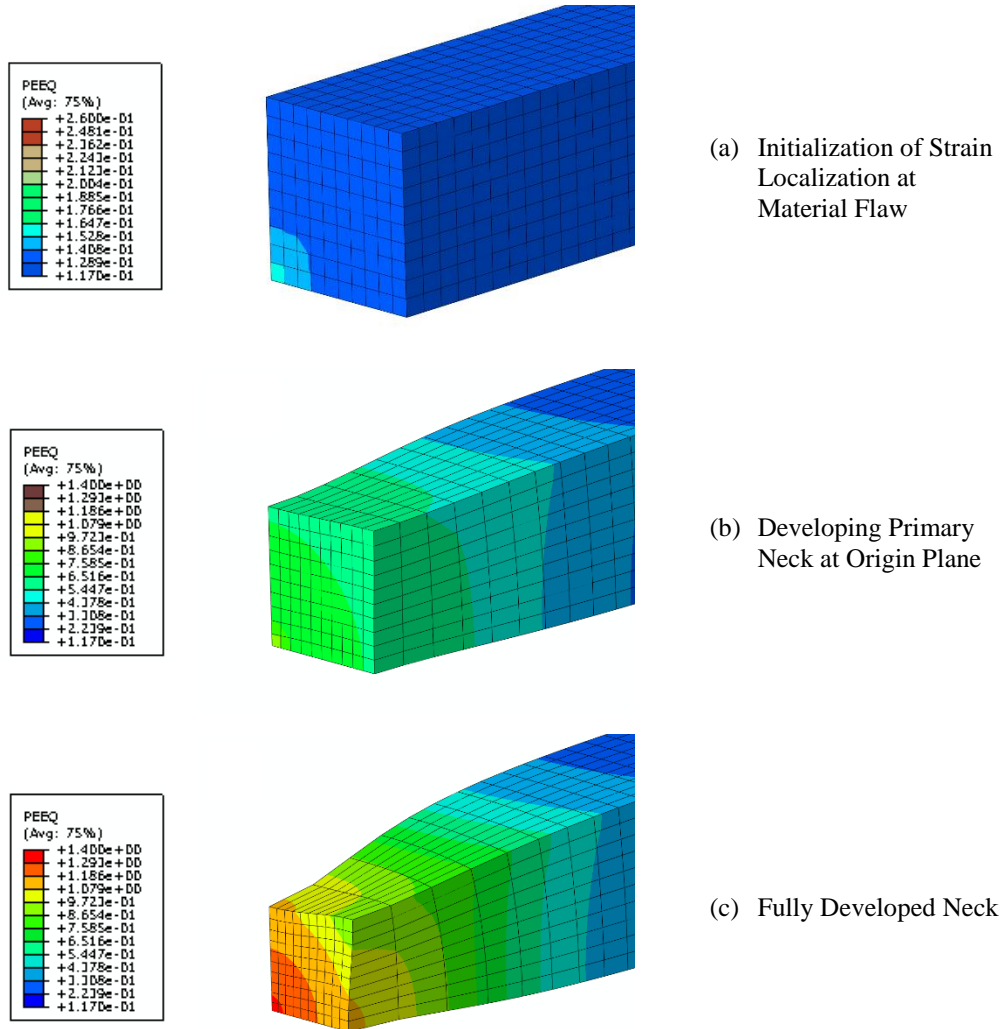 PEEQ
(Avg: 75%)
+2.600e-01
+2.481e-01
+2.362e-01
+2.243e-01
+2.123e-01
+2.004e-01
+1.885e-01
+1.766e-01
+1.647e-01
+1.528e-01
+1.408e-01
+1.289e-01
+1.170e-01
(a) Initialization of Strain
Localization at
Material Flaw
PEEQ
(Avg: 75%)
+1.400e+00
+1.293e+00
+1.186e+00
+1.079e+00
+9.723e-01
+8.654e-01
+7.585e-01
+6.516e-01
+5.447e-01
+4.378e-01
+3.308e-01
+2.239e-01
+1.170e-01
(b) Developing Primary
Neck at Origin Plane
PEEQ
(Avg: 75%)
+1.400e+00
+1.293e+00
+1.186e+00
+1.079e+00
+9.723e-01
+8.654e-01
+7.585e-01
+6.516e-01
+5.447e-01
+4.378e-01
+3.308e-01
+2.239e-01
+1.170e-01
(c) Fully Developed Neck